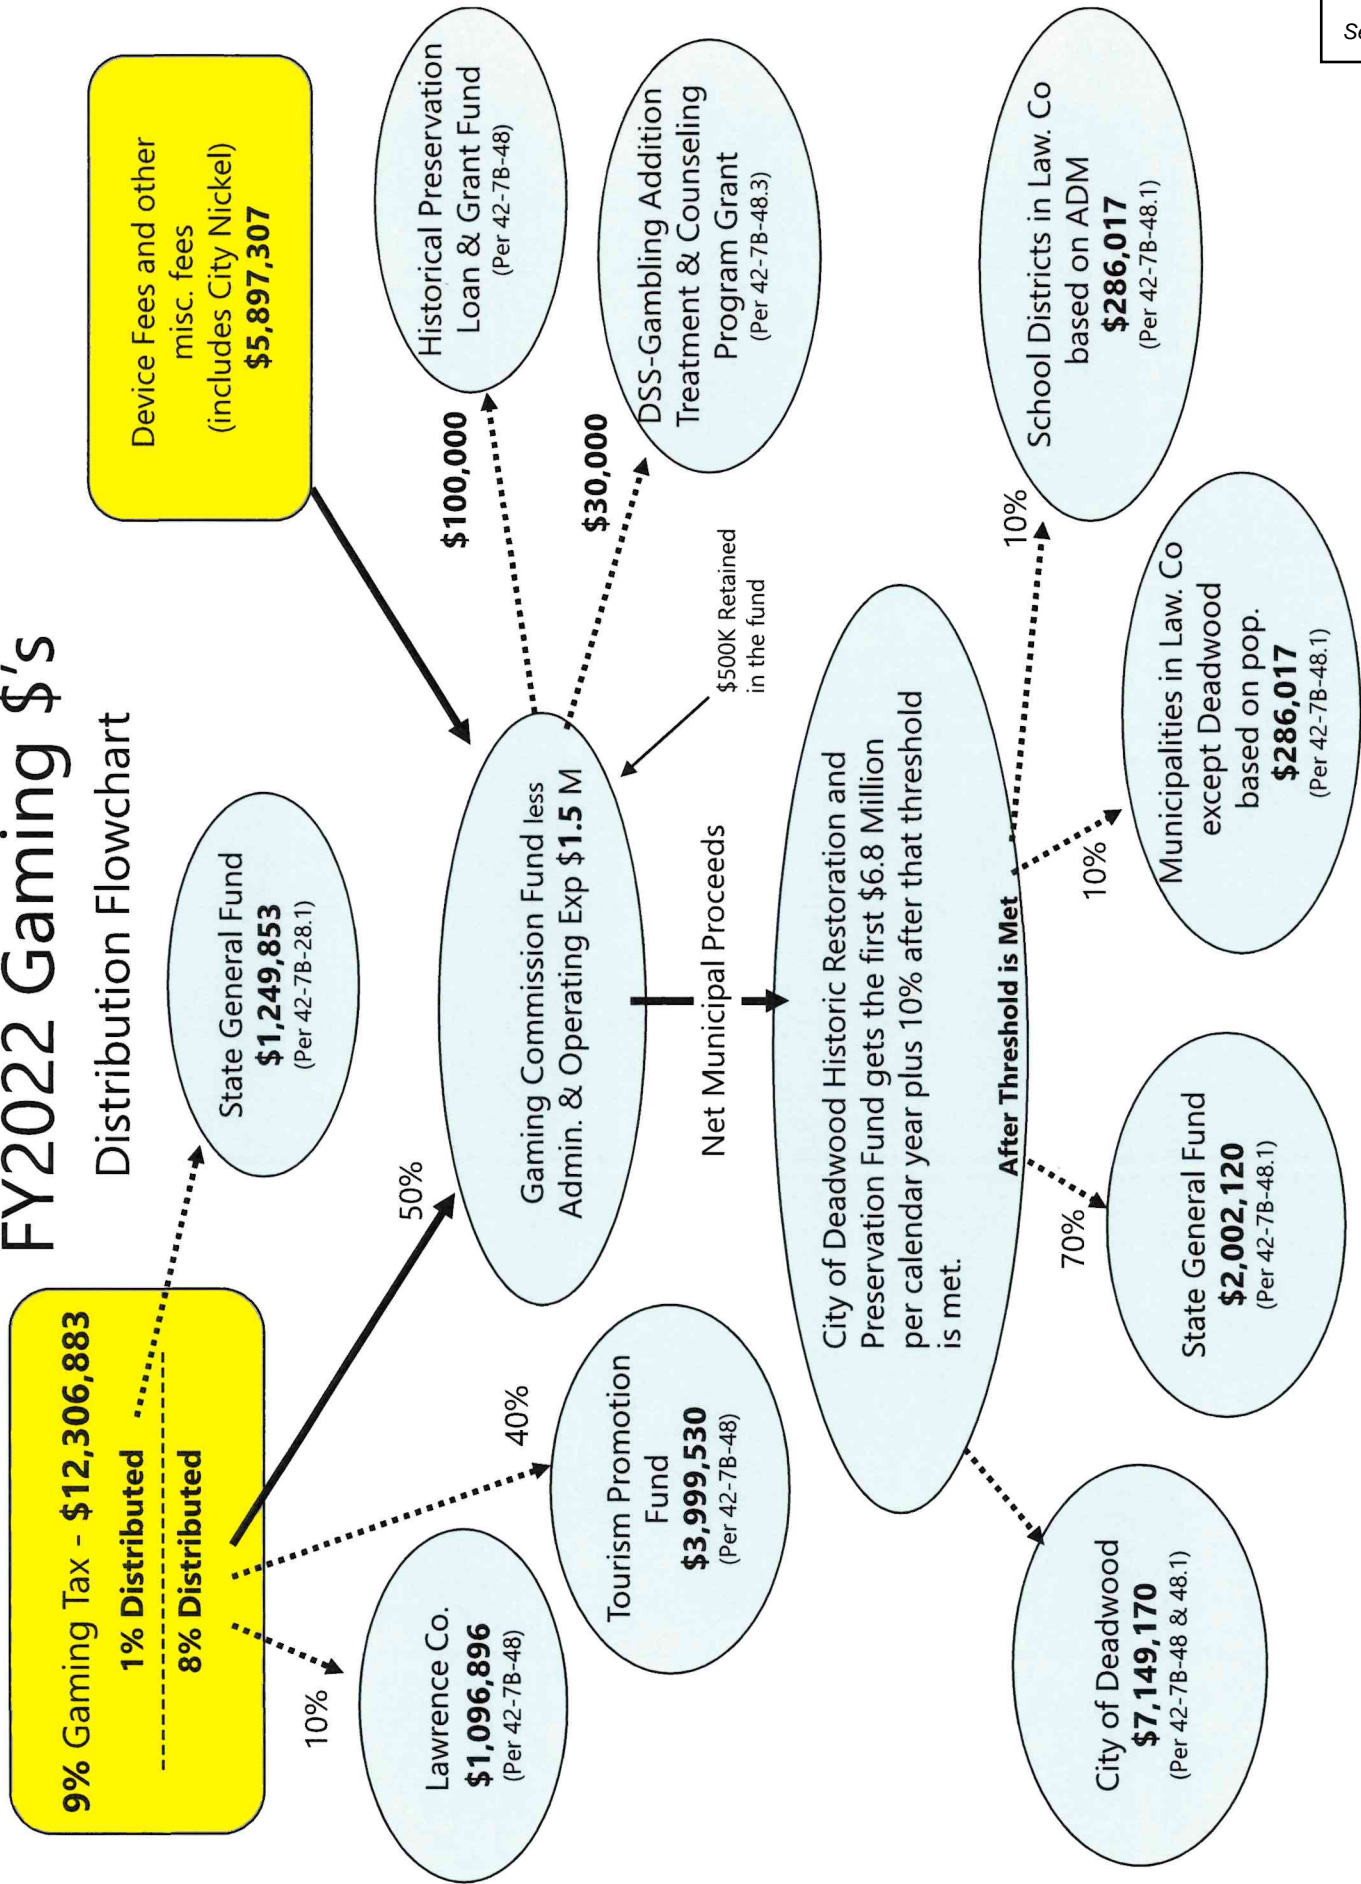 FY2022 Gaming $'s
Distribution Flowchart
9% Gaming Tax - $12,306,883
1% Distributed
8% Distributed
State General Fund
$1,249,853
(Per 42-7B-28.1)
Device Fees and other
misc. fees
(includes City Nickel)
$5,897,307
10%
Lawrence Co.
$1,096,896
(Per 42-7B-48)
40%
Tourism Promotion
Fund
$3,999,530
(Per 42-7B-48)
50%
Gaming Commission Fund less
Admin. & Operating Exp $1.5 M
$100,000
Historical Preservation
Loan & Grant Fund
(Per 42-7B-48)
$30,000
DSS-Gambling Addition
Treatment & Counseling
Program Grant
(Per 42-7B-48.3)
$500K Retained
in the fund
Net Municipal Proceeds
City of Deadwood Historic Restoration and
Preservation Fund gets the first $6.8 Million
per calendar year plus 10% after that threshold
is met.
After Threshold is Met
City of Deadwood
$7,149,170
(Per 42-7B-48 & 48.1)
70%
State General Fund
$2,002,120
(Per 42-7B-48.1)
10%
Municipalities in Law. Co
except Deadwood
based on pop.
$286,017
(Per 42-7B-48.1)
10%
School Districts in Law. Co
based on ADM
$286,017
(Per 42-7B-48.1)